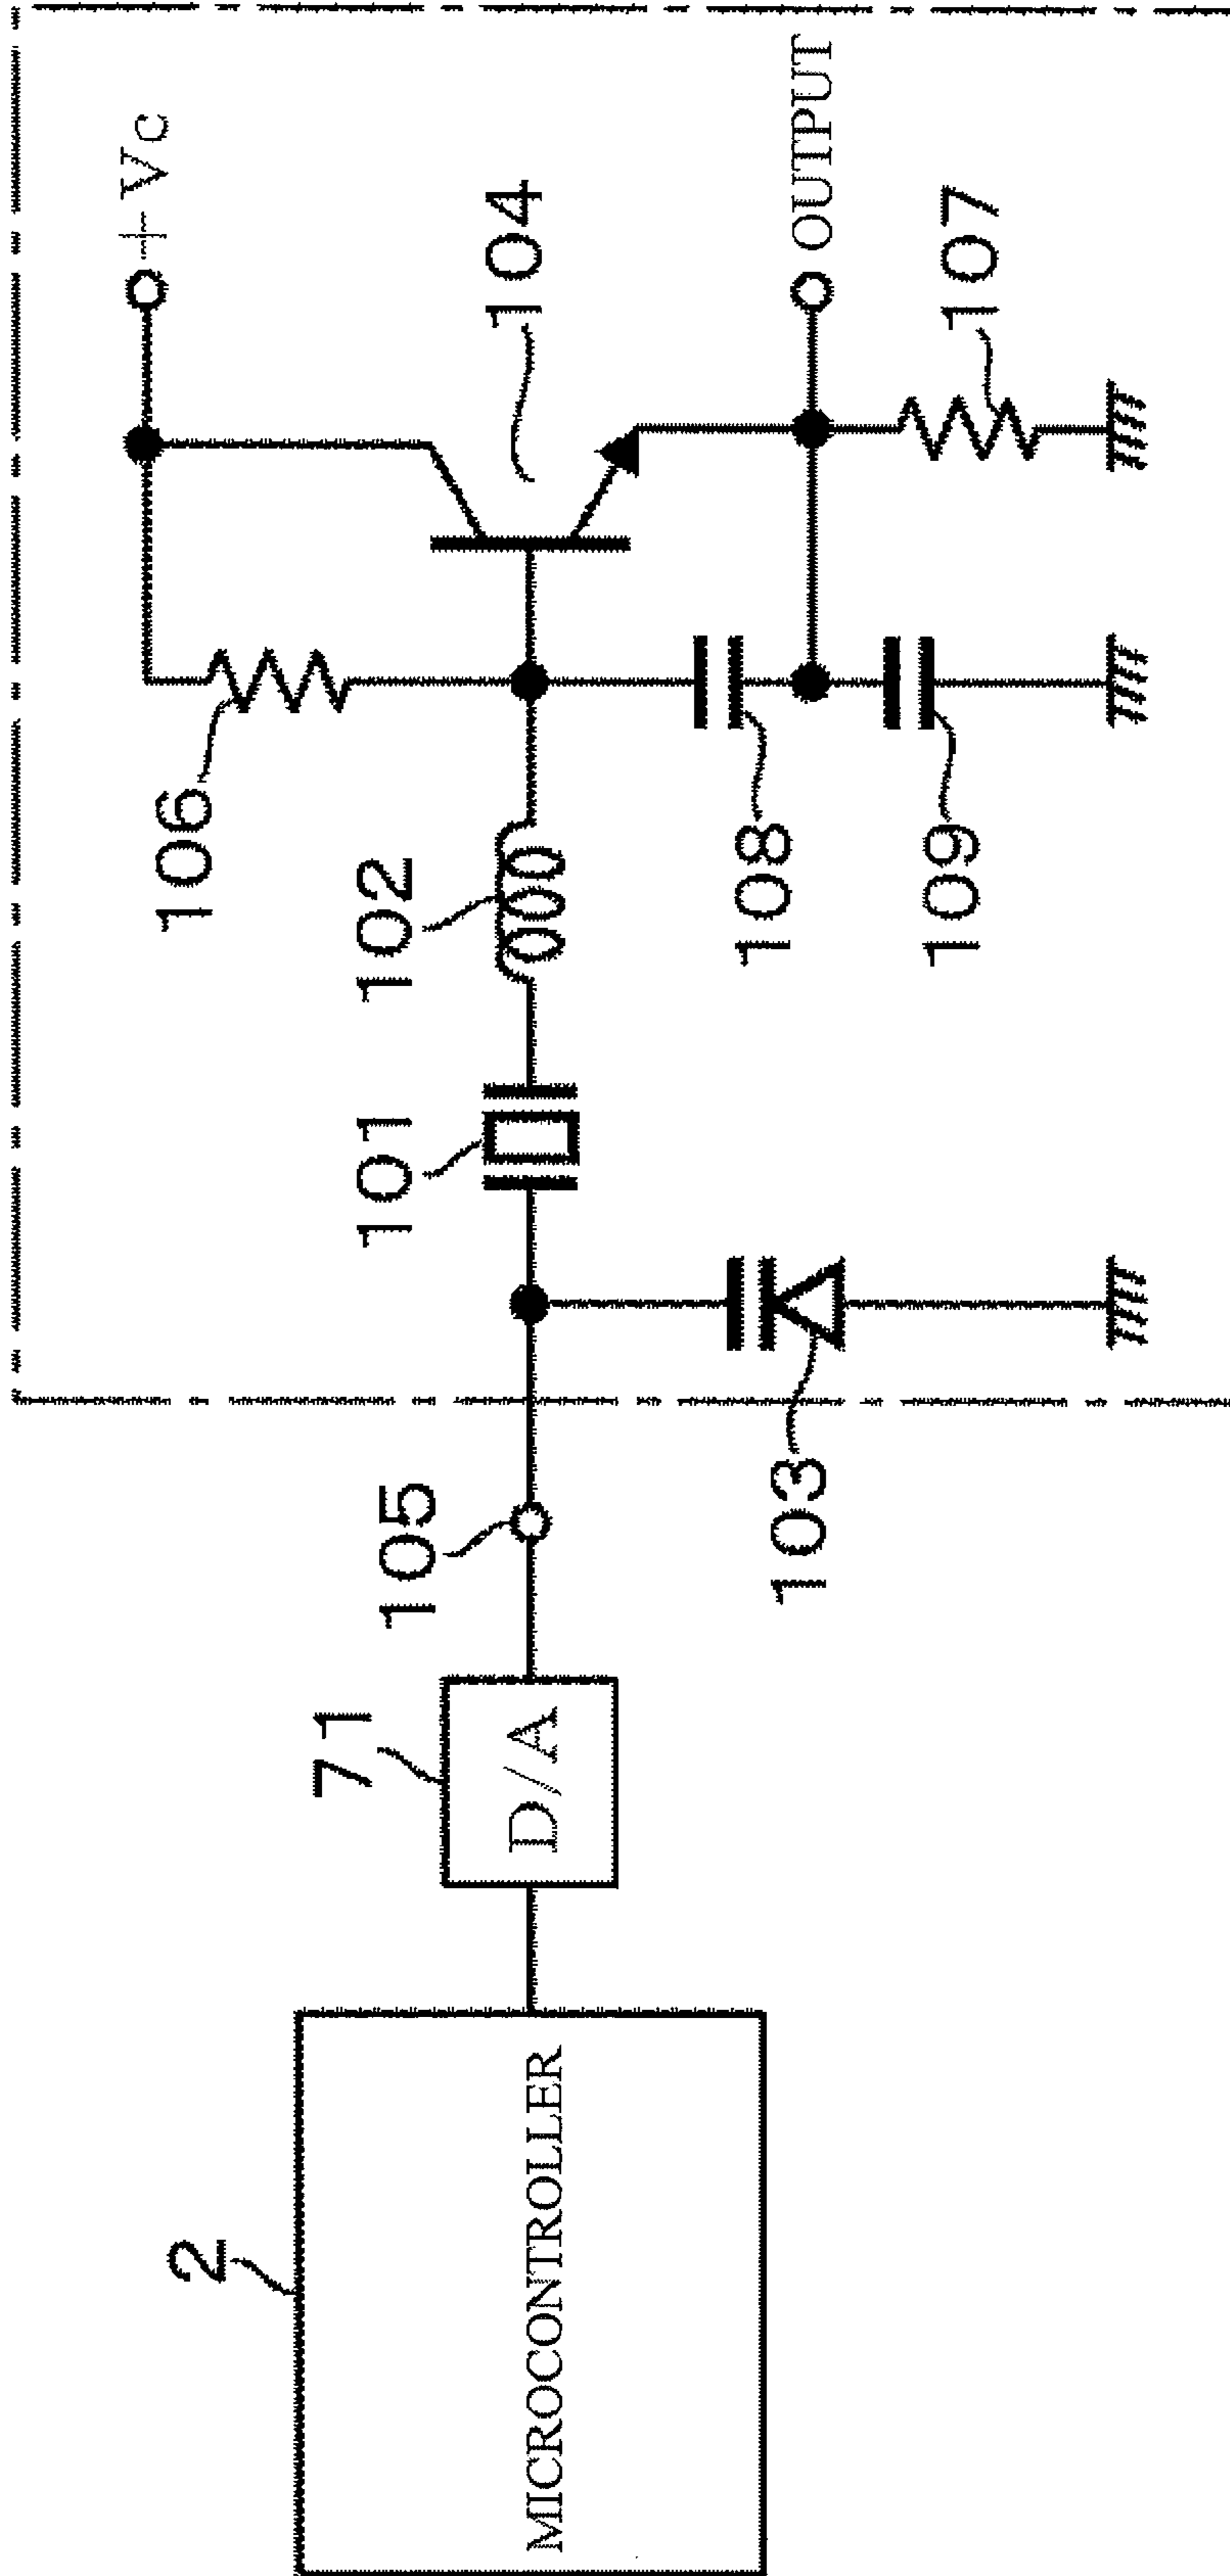 2
MICROCONTROLLER
71
D/A
105
103
101
102
106
108
109
104
107
+Vc
OUTPUT